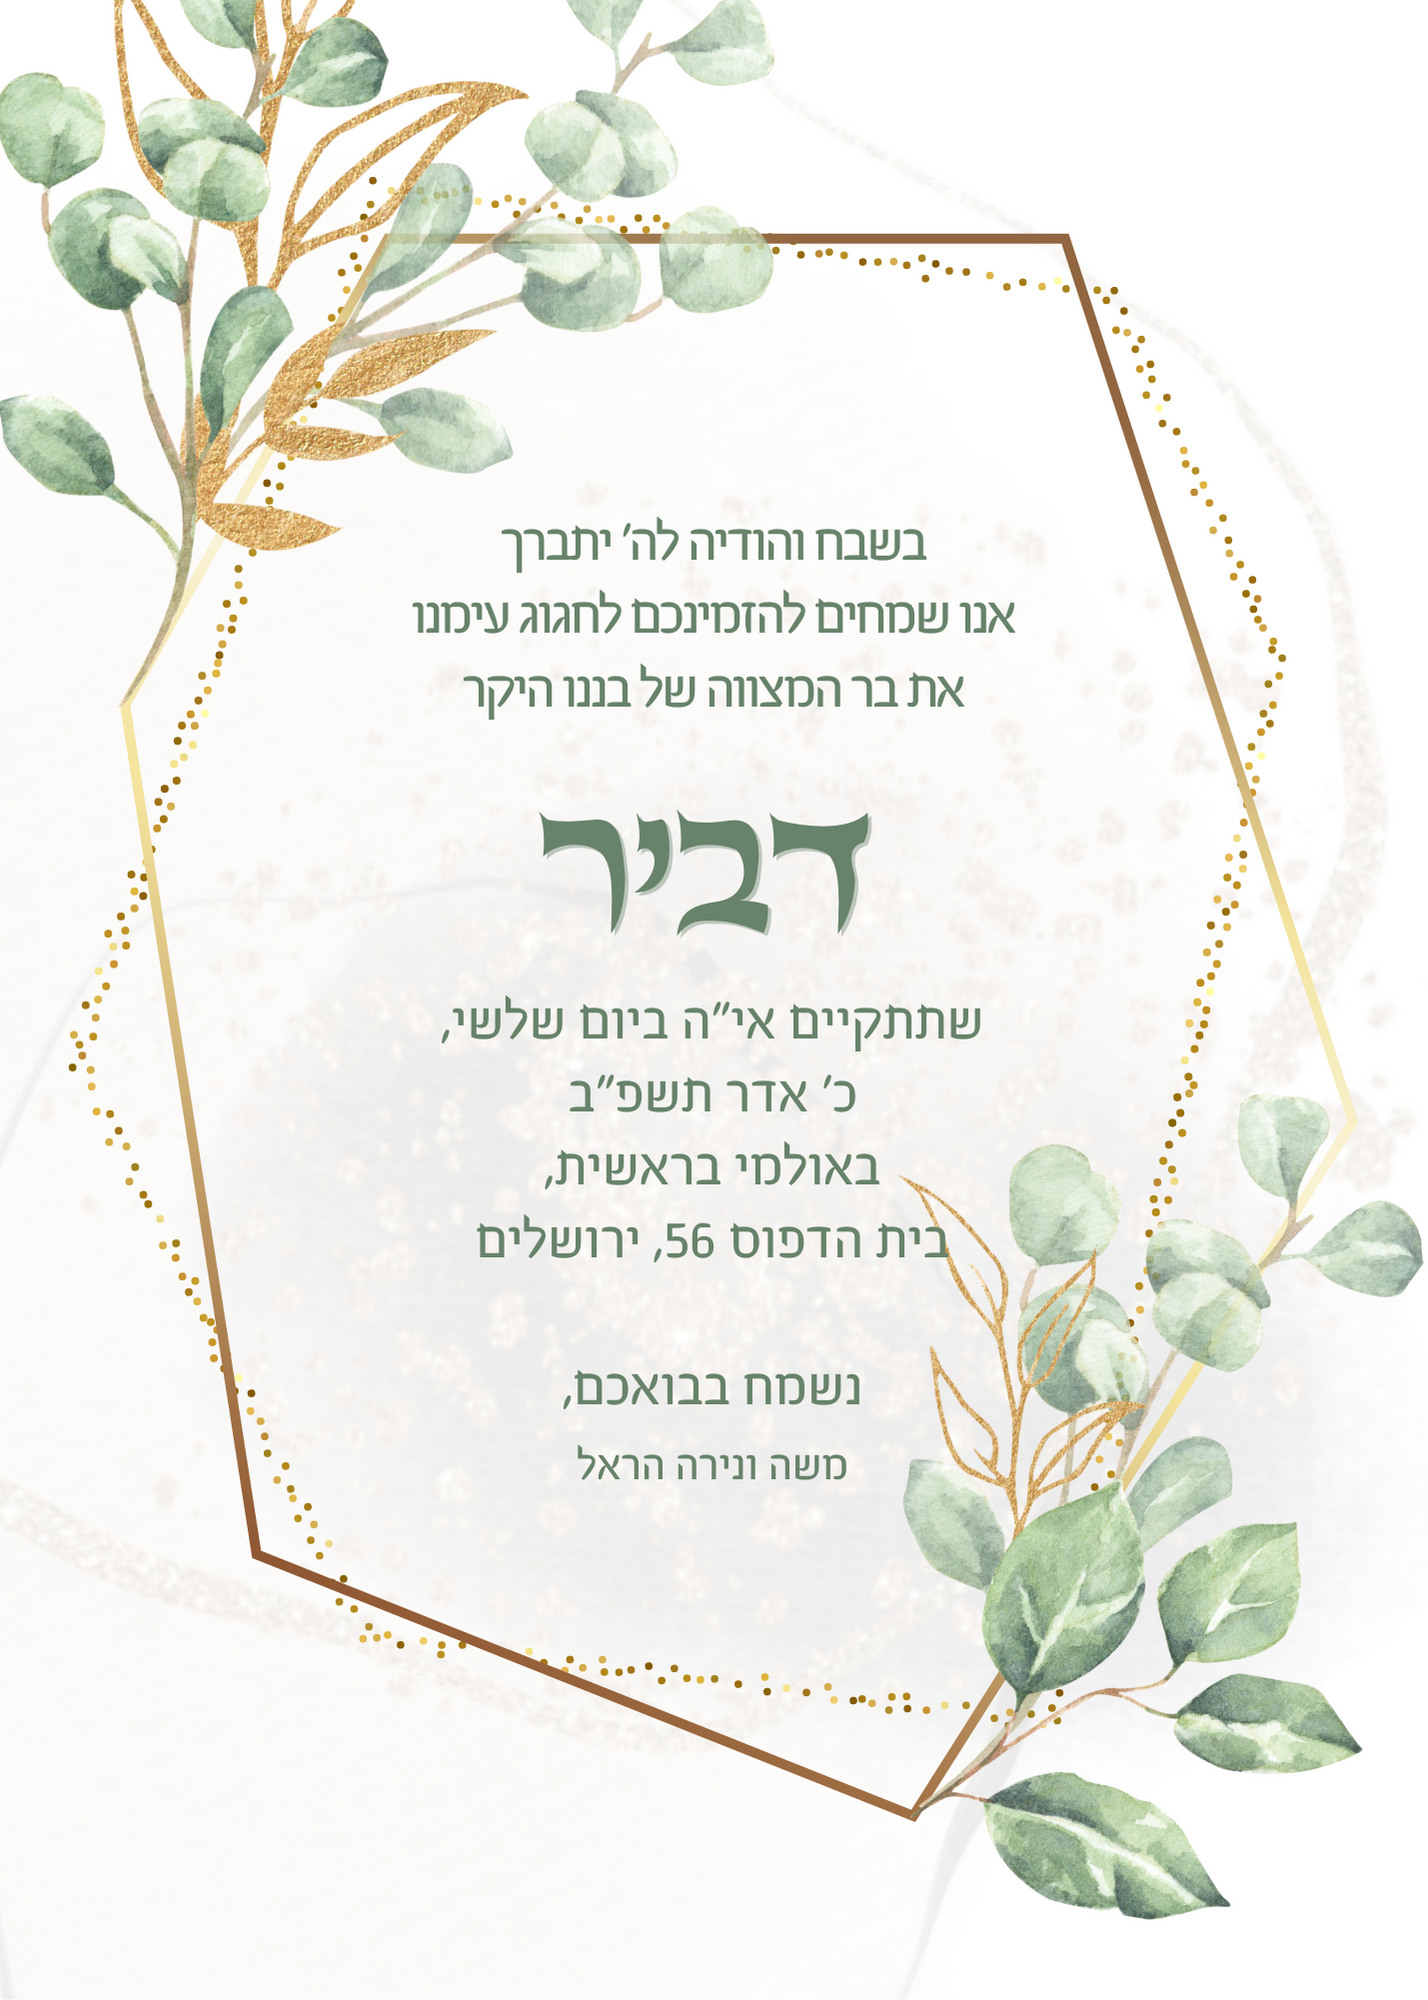 בשבח והודיה לה' יתברך
אנו שמחים להזמינכם לחגוג עימנו
את בר המצווה של בננו היקר
דביר
שתתקיים אי"ה ביום שלשי,
כ' אדר תשפ"ב
באולמי בראשית,
בית הדפוס 56, ירושלים
נשמח בבואכם,
משה ונירה הראל